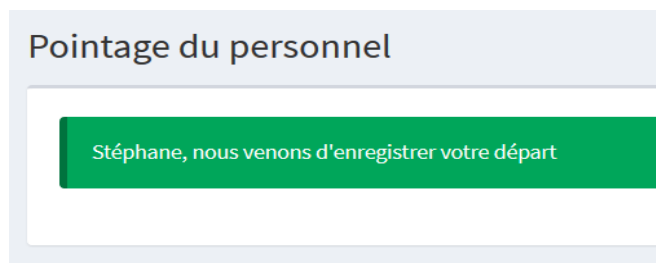 Pointage du personnel
Stéphane, nous venons d'enregistrer votre départ